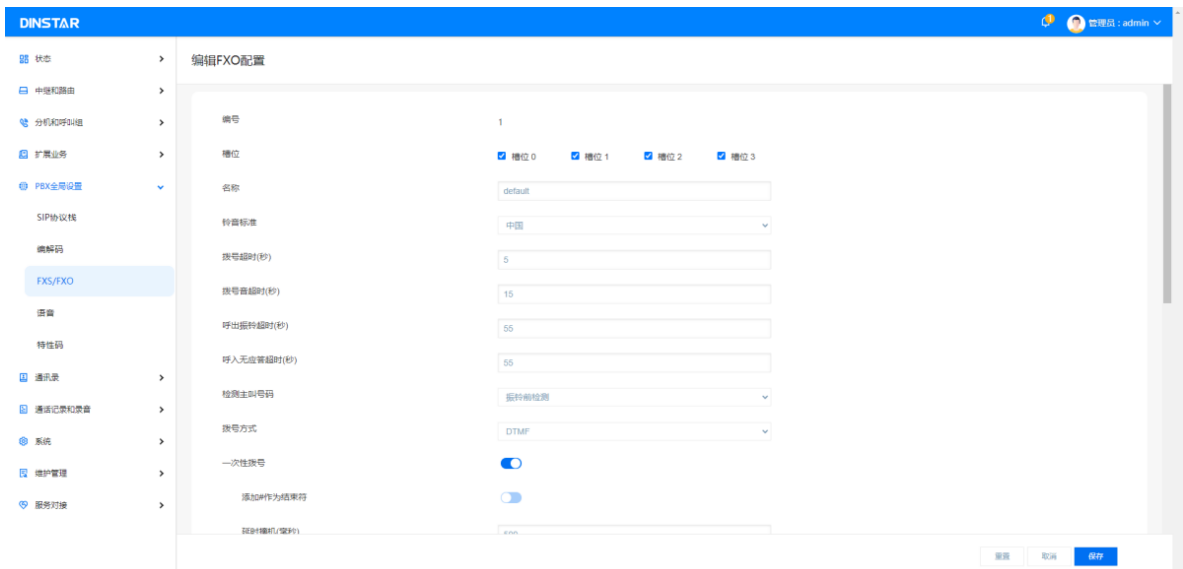 DINSTAR
管理员 : admin
状态
编辑FXO配置
中继和路由
编号 1
分机和呼叫组
扩展业务
槽位 槽位 0 槽位 1 槽位 2 槽位 3
PBX全局设置
名称 default
SIP协议栈
铃音标准 中国
编解码
拨号超时(秒) 5
FXS/FXO
拨号音超时(秒) 15
语音
呼出振铃超时(秒) 55
特性码
呼入无应答超时(秒) 55
通讯录
检测主叫号码 振铃前检测
通话记录和录音
拨号方式 DTMF
系统
一次性拨号
维护管理
添加#作为结束符
服务对接
延时摘机(毫秒) 600
重置 取消 保存